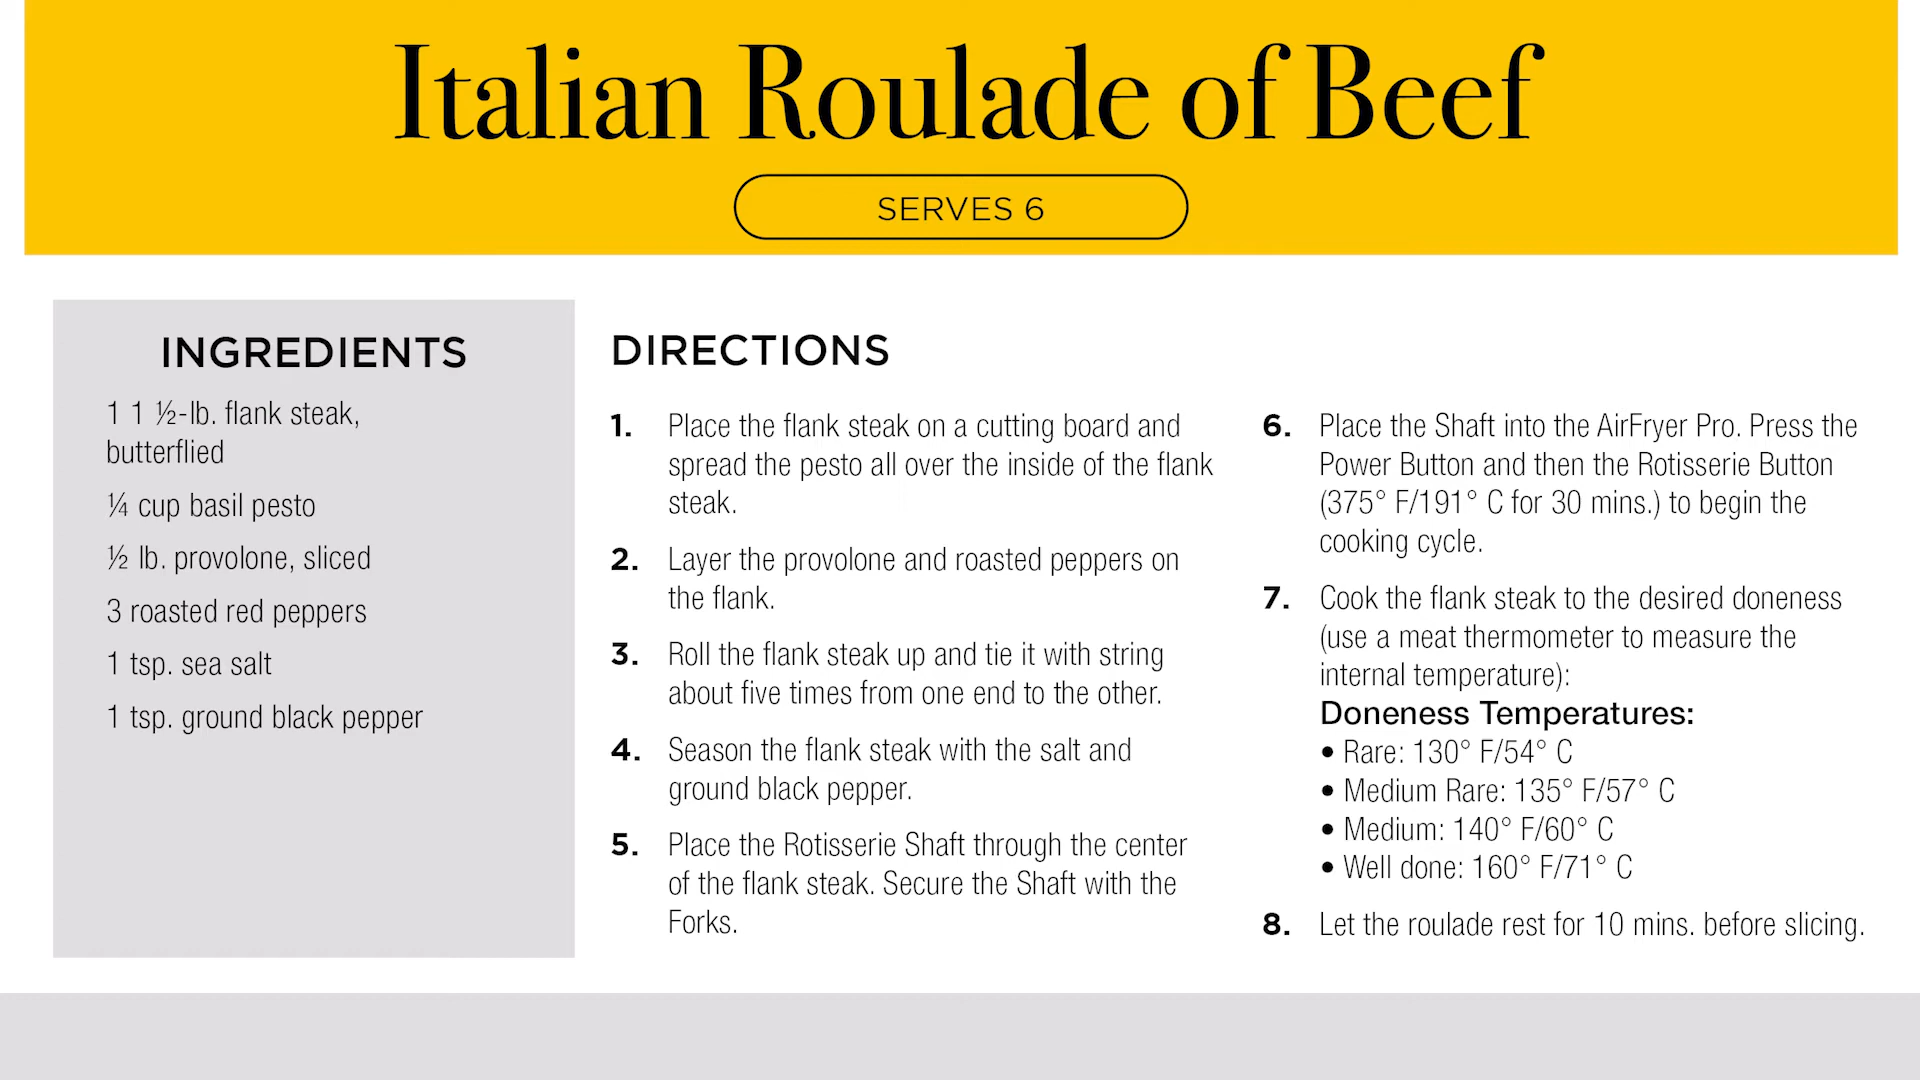 Italian Roulade of Beef
SERVES 6
INGREDIENTS
1 1 ½-lb. flank steak,
butterflied
¼ cup basil pesto
½ lb. provolone, sliced
3 roasted red peppers
1 tsp. sea salt
1 tsp. ground black pepper
DIRECTIONS
1. Place the flank steak on a cutting board and
spread the pesto all over the inside of the flank
steak.
2. Layer the provolone and roasted peppers on
the flank.
3. Roll the flank steak up and tie it with string
about five times from one end to the other.
4. Season the flank steak with the salt and
ground black pepper.
5. Place the Rotisserie Shaft through the center
of the flank steak. Secure the Shaft with the
Forks.
6. Place the Shaft into the AirFryer Pro. Press the
Power Button and then the Rotisserie Button
(375° F/191° C for 30 mins.) to begin the
cooking cycle.
7. Cook the flank steak to the desired doneness
(use a meat thermometer to measure the
internal temperature):
Doneness Temperatures:
• Rare: 130° F/54° C
• Medium Rare: 135° F/57° C
• Medium: 140° F/60° C
• Well done: 160° F/71° C
8. Let the roulade rest for 10 mins. before slicing.